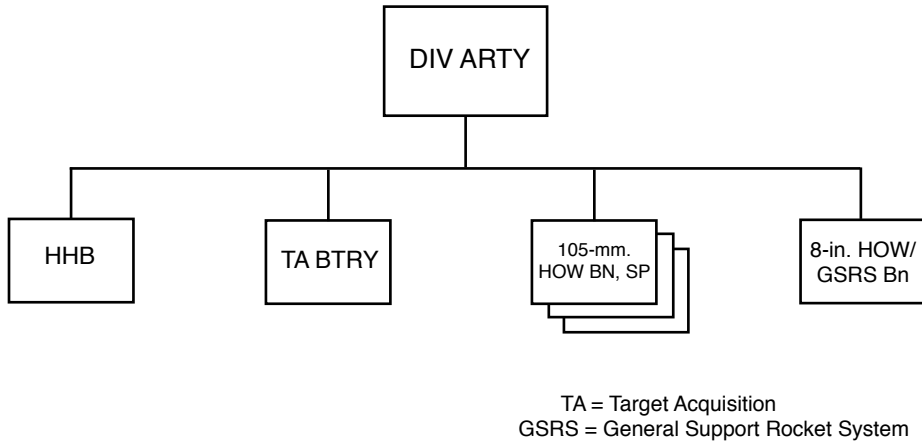 DIV ARTY
HHB
TA BTRY
105-mm.
HOW BN, SP
8-in. HOW/
GSRS Bn
TA = Target Acquisition
GSRS = General Support Rocket System